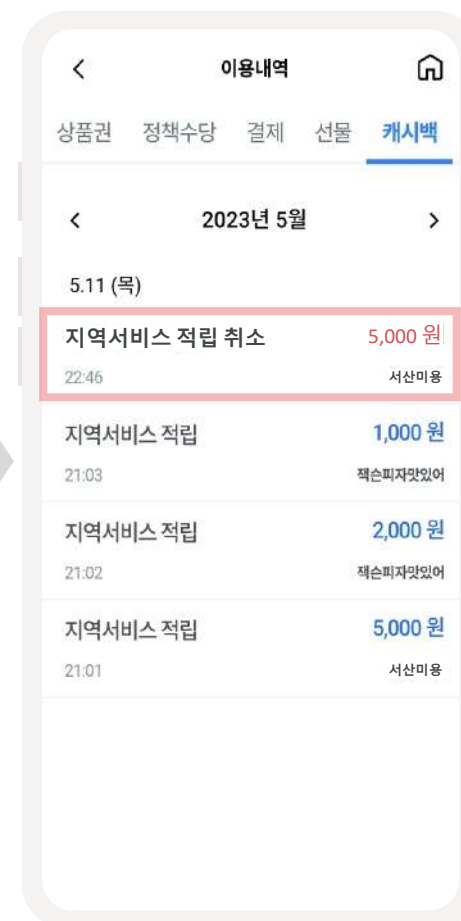 이용내역
상품권 정책수당 결제 선물 캐시백
2023년 5월
5.11 (목)
지역서비스 적립 취소 5,000 원
22:46 서산미용
지역서비스 적립 1,000 원
21:03 잭슨피자맛있어
지역서비스 적립 2,000 원
21:02 잭슨피자맛있어
지역서비스 적립 5,000 원
21:01 서산미용